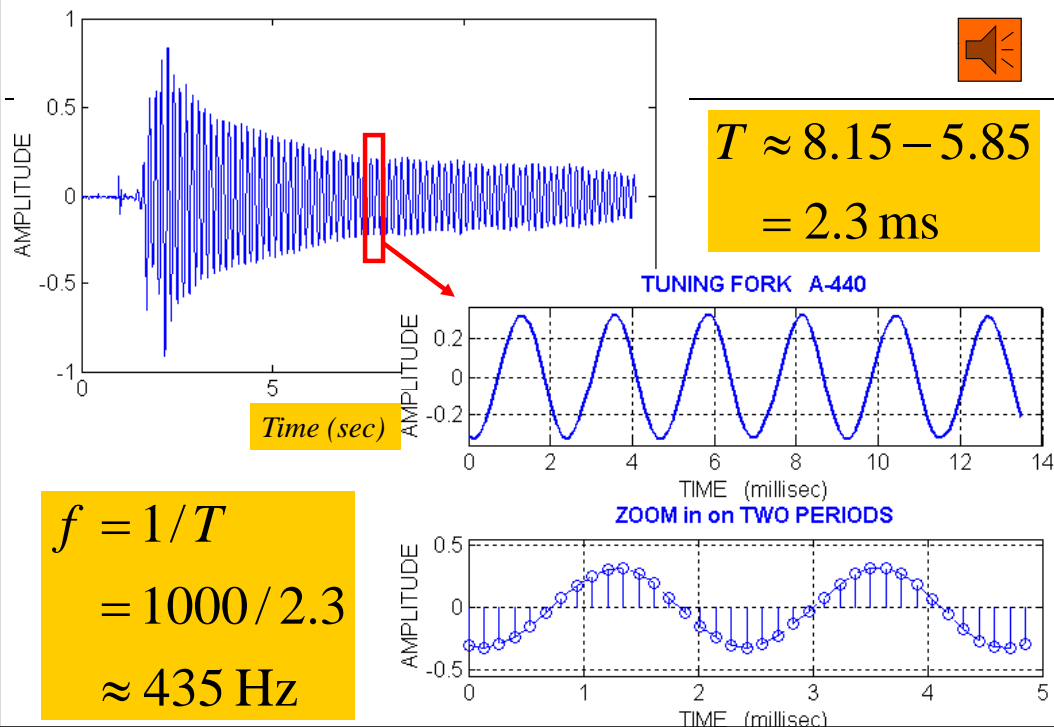 1
0.5
0
-0.5
-1
AMPLITUDE
0
5
Time (sec)
T ≈ 8.15 − 5.85
= 2.3 ms
TUNING FORK A-440
0.2
0
-0.2
AMPLITUDE
0 2 4 6 8 10 12 14
TIME (millisec)
f = 1/T
= 1000/2.3
≈ 435 Hz
ZOOM in on TWO PERIODS
0.5
0
-0.5
AMPLITUDE
0 1 2 3 4 5
TIME (millisec)